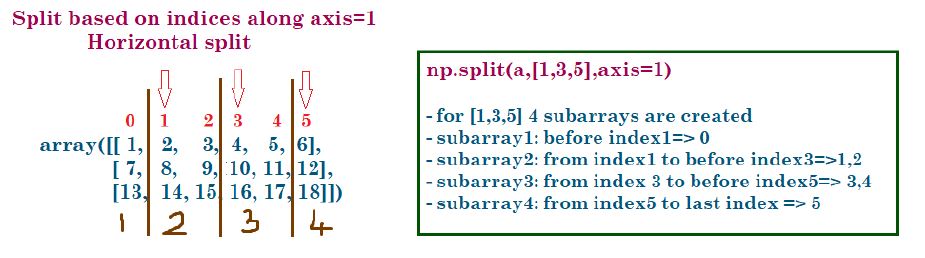 Split based on indices along axis=1
Horizontal split
0 1 2 3 4 5
array([[ 1, 2, 3, 4, 5, 6],
[ 7, 8, 9, 10, 11, 12],
[13, 14, 15, 16, 17, 18]])
1 2 3 4
np.split(a,[1,3,5],axis=1)
- for [1,3,5] 4 subarrays are created
- subarray1: before index1=> 0
- subarray2: from index1 to before index3=>1,2
- subarray3: from index 3 to before index5=> 3,4
- subarray4: from index5 to last index => 5